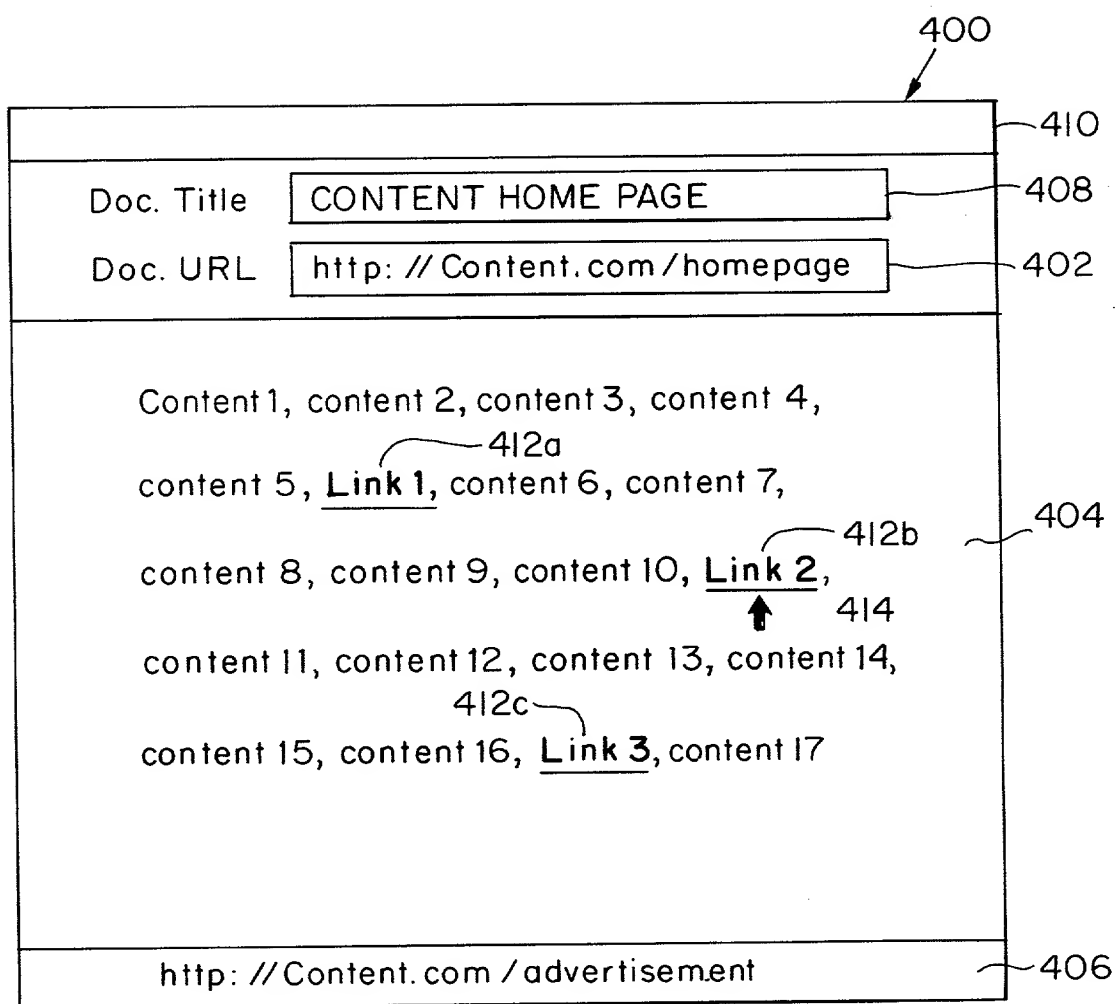 400
410
Doc. Title CONTENT HOME PAGE 408
Doc. URL http: //Content.com/homepage 402
Content 1, content 2, content 3, content 4,
412a
content 5, Link 1, content 6, content 7,
404
412b
content 8, content 9, content 10, Link 2,
414
content 11, content 12, content 13, content 14,
412c
content 15, content 16, Link 3, content 17
http: //Content.com/advertisement 406